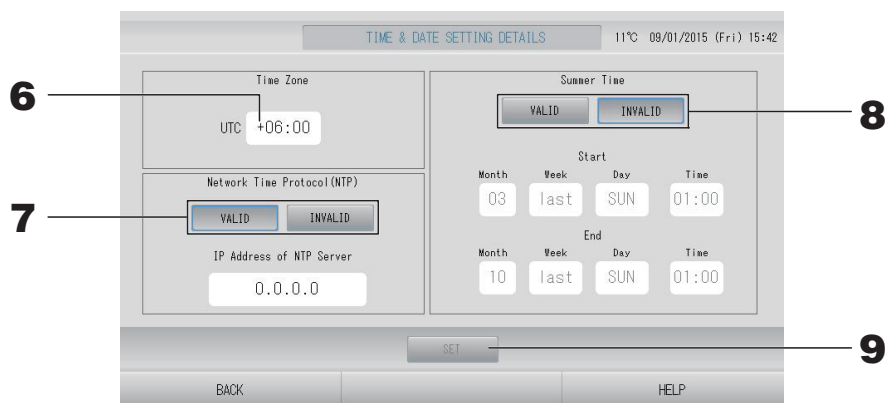 TIME & DATE SETTING DETAILS 11℃ 09/01/2015 (Fri) 15:42
Time Zone
6
UTC +06:00
Network Time Protocol(NTP)
7
VALID INVALID
IP Address of NTP Server
0.0.0.0
Summer Time
VALID INVALID
8
Start
Month Week Day Time
03 last SUN 01:00
End
Month Week Day Time
10 last SUN 01:00
SET
9
BACK HELP